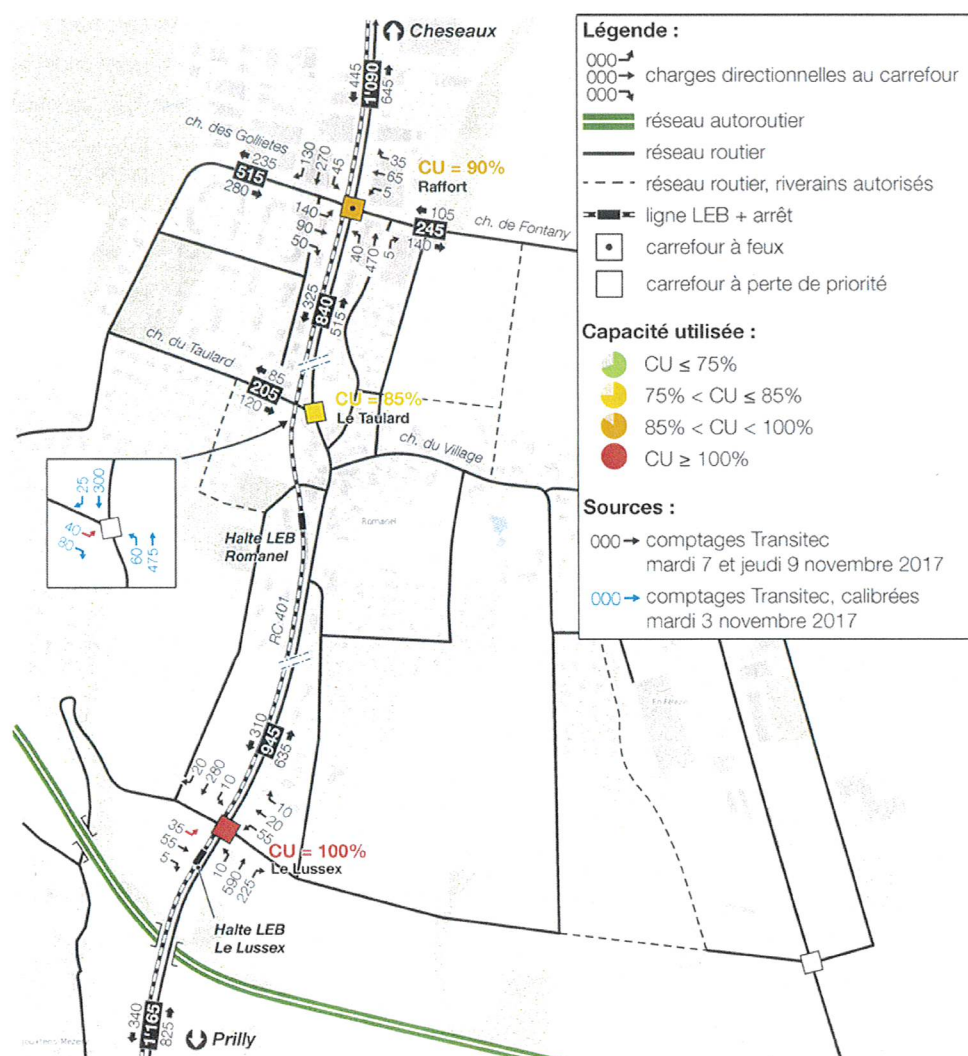 Cheseaux
445
1'090
645
ch. des Gollietes
235
515
280
130
270
45
35
65
5
CU = 90%
Raffort
140
90
50
40
470
5
105
245
140
ch. de Fontany
325
840
515
ch. du Taulard
85
205
120
CU = 85%
Le Taulard
ch. du Village
25
300
40
80
60
475
Halte LEB
Romanel
Romanel
RC 401
310
945
635
20
280
10
10
20
55
35
55
5
CU = 100%
Le Lussex
10
590
225
Halte LEB
Le Lussex
340
1'165
825
Prilly
Légende :
000
000 charges directionnelles au carrefour
000
réseau autoroutier
réseau routier
réseau routier, riverains autorisés
ligne LEB + arrêt
carrefour à feux
carrefour à perte de priorité
Capacité utilisée :
CU ≤ 75%
75% < CU ≤ 85%
85% < CU < 100%
CU ≥ 100%
Sources :
000 comptages Transitec
mardi 7 et jeudi 9 novembre 2017
000 comptages Transitec, calibrées
mardi 3 novembre 2017